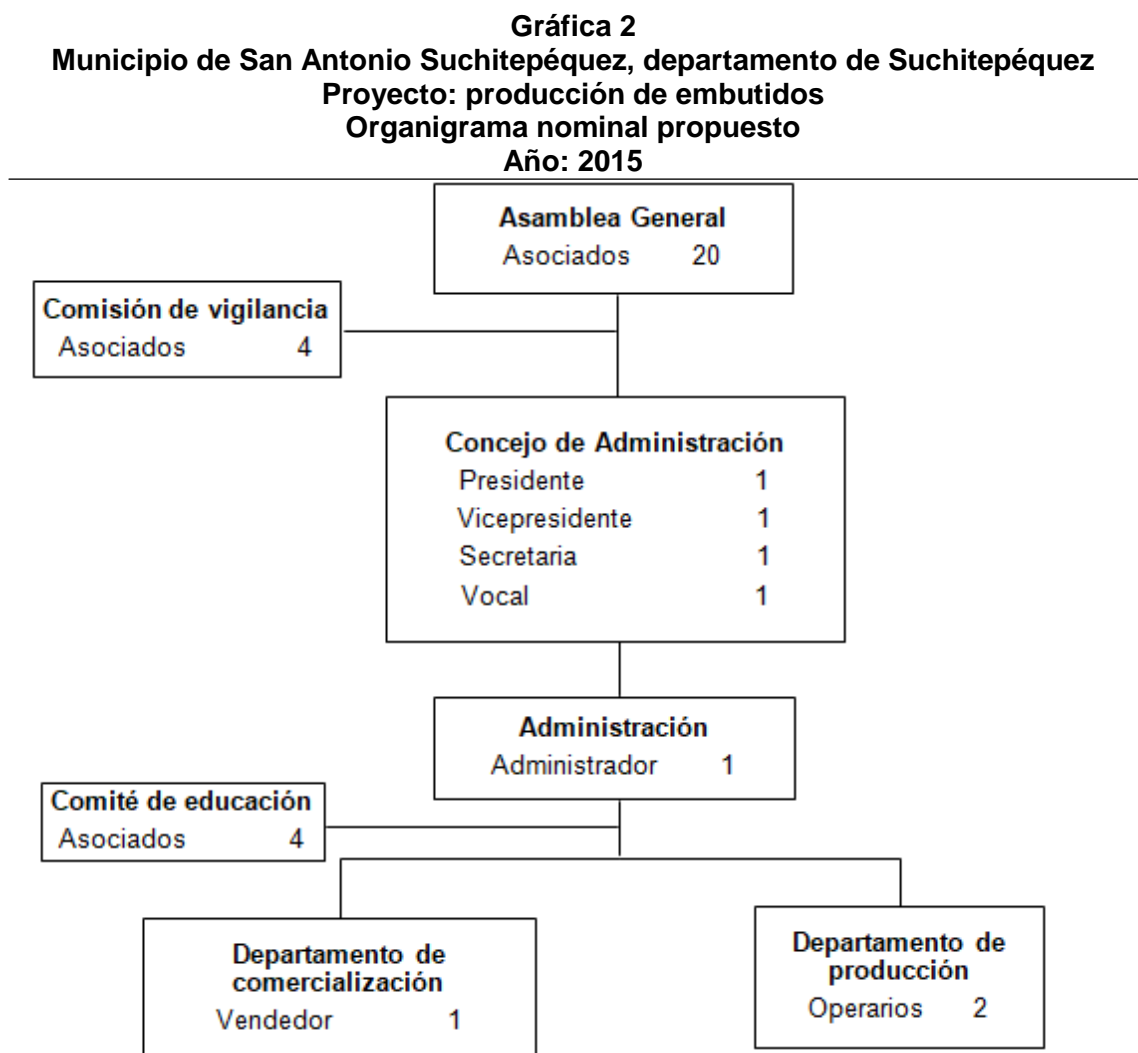 Gráfica 2
Municipio de San Antonio Suchitepéquez, departamento de Suchitepéquez
Proyecto: producción de embutidos
Organigrama nominal propuesto
Año: 2015
Asamblea General
Asociados 20
Comisión de vigilancia
Asociados 4
Concejo de Administración
Presidente 1
Vicepresidente 1
Secretaria 1
Vocal 1
Administración
Administrador 1
Comité de educación
Asociados 4
Departamento de
comercialización
Vendedor 1
Departamento de
producción
Operarios 2